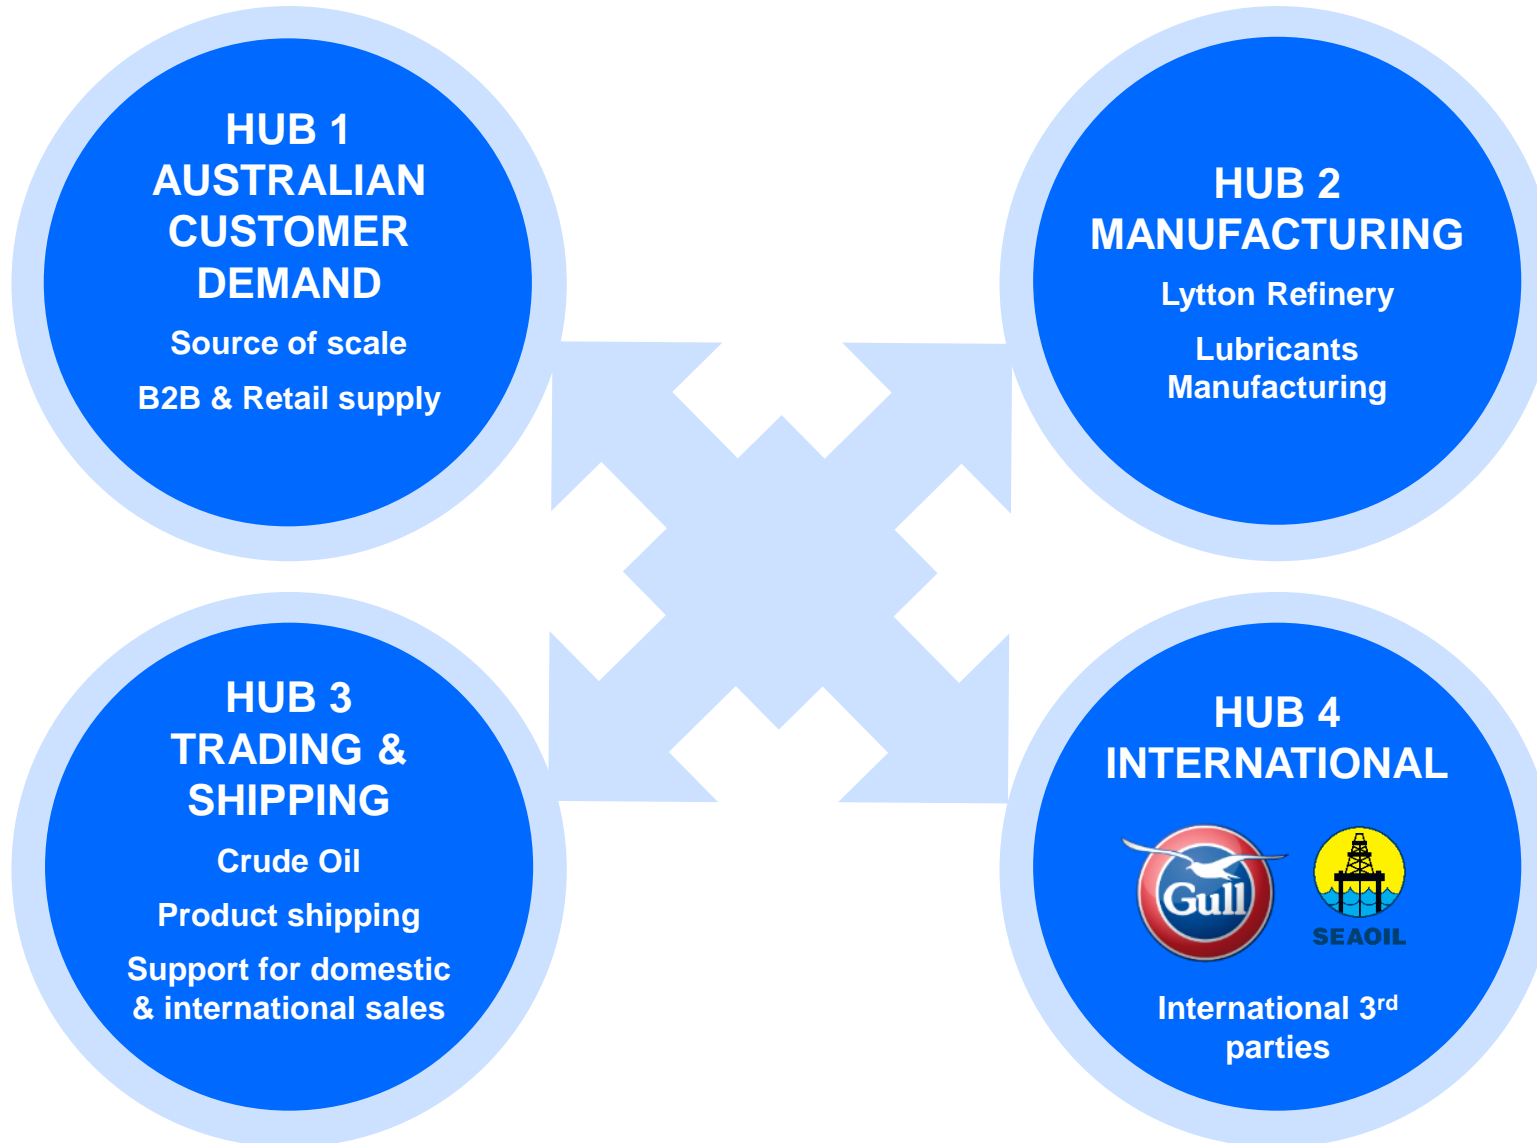 HUB 1
AUSTRALIAN
CUSTOMER
DEMAND
Source of scale
B2B & Retail supply
HUB 2
MANUFACTURING
Lytton Refinery
Lubricants
Manufacturing
HUB 3
TRADING &
SHIPPING
Crude Oil
Product shipping
Support for domestic
& international sales
HUB 4
INTERNATIONAL
Gull
SEAOIL
International 3rd
parties